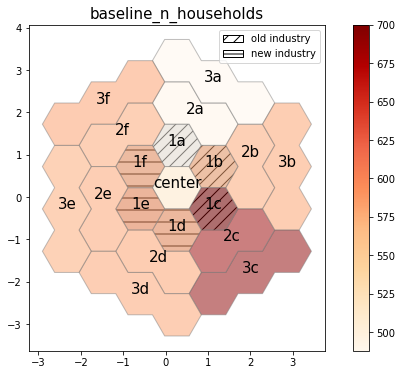 baseline_n_households
old industry
new industry
3a
3f
2a
2f
1a
2b
1f
1b
3b
center
2e
3e
1e
1c
1d
2c
2d
3c
3d
4
3
2
1
0
−1
−2
−3
−3
−2
−1
0
1
2
3
700
675
650
625
600
575
550
525
500